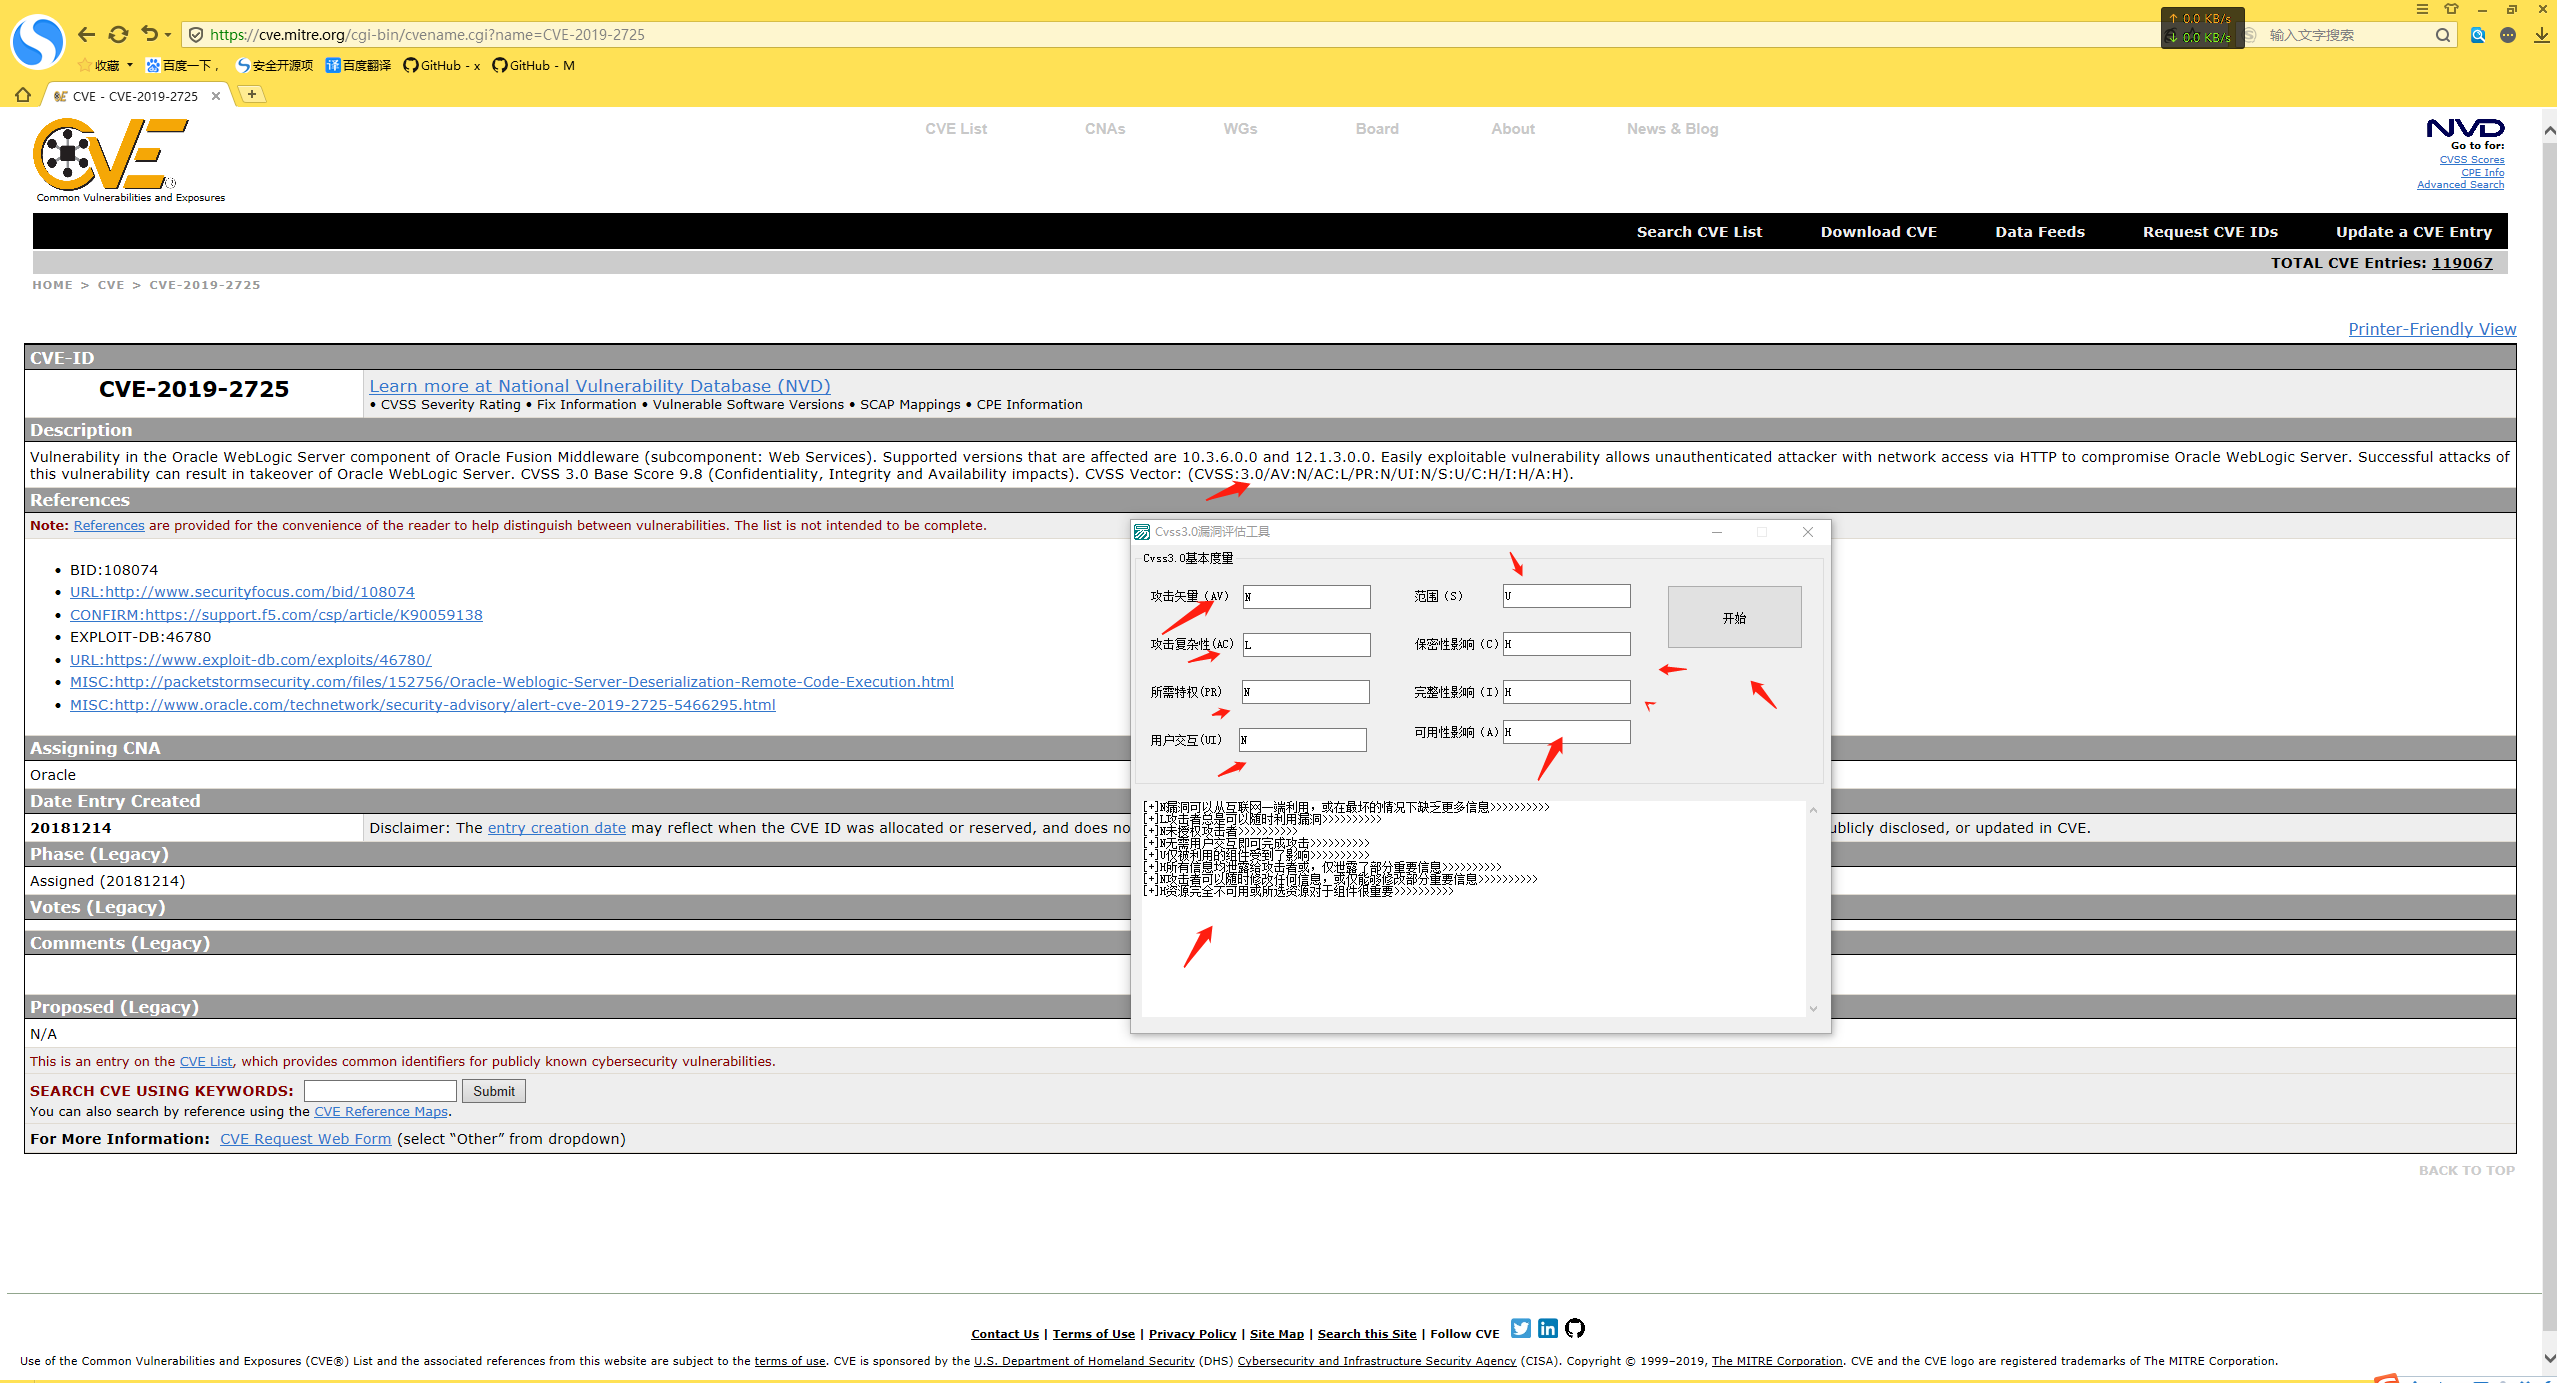 ↑ 0.0 KB/s
↓ 0.0 KB/s
https://cve.mitre.org/cgi-bin/cvename.cgi?name=CVE-2019-2725
输入文字搜索
收藏 百度一下， 安全开源项 百度翻译 GitHub - x GitHub - M
CVE - CVE-2019-2725
CVE
Common Vulnerabilities and Exposures
CVE List CNAs WGs Board About News & Blog
NVD
Go to for:
CVSS Scores
CPE Info
Advanced Search
Search CVE List Download CVE Data Feeds Request CVE IDs Update a CVE Entry
TOTAL CVE Entries: 119067
HOME > CVE > CVE-2019-2725
Printer-Friendly View
CVE-ID
CVE-2019-2725
Learn more at National Vulnerability Database (NVD)
• CVSS Severity Rating • Fix Information • Vulnerable Software Versions • SCAP Mappings • CPE Information
Description
Vulnerability in the Oracle WebLogic Server component of Oracle Fusion Middleware (subcomponent: Web Services). Supported versions that are affected are 10.3.6.0.0 and 12.1.3.0.0. Easily exploitable vulnerability allows unauthenticated attacker with network access via HTTP to compromise Oracle WebLogic Server. Successful attacks of
this vulnerability can result in takeover of Oracle WebLogic Server. CVSS 3.0 Base Score 9.8 (Confidentiality, Integrity and Availability impacts). CVSS Vector: (CVSS:3.0/AV:N/AC:L/PR:N/UI:N/S:U/C:H/I:H/A:H).
References
Note: References are provided for the convenience of the reader to help distinguish between vulnerabilities. The list is not intended to be complete.
• BID:108074
• URL:http://www.securityfocus.com/bid/108074
• CONFIRM:https://support.f5.com/csp/article/K90059138
• EXPLOIT-DB:46780
• URL:https://www.exploit-db.com/exploits/46780/
• MISC:http://packetstormsecurity.com/files/152756/Oracle-Weblogic-Server-Deserialization-Remote-Code-Execution.html
• MISC:http://www.oracle.com/technetwork/security-advisory/alert-cve-2019-2725-5466295.html
Assigning CNA
Oracle
Date Entry Created
20181214
Disclaimer: The entry creation date may reflect when the CVE ID was allocated or reserved, and does no
ublicly disclosed, or updated in CVE.
Phase (Legacy)
Assigned (20181214)
Votes (Legacy)
Comments (Legacy)
Proposed (Legacy)
N/A
This is an entry on the CVE List, which provides common identifiers for publicly known cybersecurity vulnerabilities.
SEARCH CVE USING KEYWORDS: Submit
You can also search by reference using the CVE Reference Maps.
For More Information: CVE Request Web Form (select “Other” from dropdown)
BACK TO TOP
Cvss3.0漏洞评估工具
Cvss3.0基本度量
攻击矢量（AV） N 范围（S） U
开始
攻击复杂性(AC) L 保密性影响（C） H
所需特权(PR) N 完整性影响（I） H
用户交互(UI) N 可用性影响（A） H
[+]N漏洞可以从互联网一端利用，或在最坏的情况下缺乏更多信息>>>>>>>>>>
[+]L攻击者总是可以随时利用漏洞>>>>>>>>>>
[+]N未授权攻击者>>>>>>>>>>
[+]N无需用户交互即可完成攻击>>>>>>>>>>
[+]U仅被利用的组件受到了影响>>>>>>>>>>
[+]H所有信息均泄露给攻击者或，仅泄露了部分重要信息>>>>>>>>>>
[+]N攻击者可以随时修改任何信息，或仅能够修改部分重要信息>>>>>>>>>>
[+]H资源完全不可用或所选资源对于组件很重要>>>>>>>>>>
Contact Us | Terms of Use | Privacy Policy | Site Map | Search this Site | Follow CVE
Use of the Common Vulnerabilities and Exposures (CVE®) List and the associated references from this website are subject to the terms of use. CVE is sponsored by the U.S. Department of Homeland Security (DHS) Cybersecurity and Infrastructure Security Agency (CISA). Copyright © 1999–2019, The MITRE Corporation. CVE and the CVE logo are registered trademarks of The MITRE Corporation.